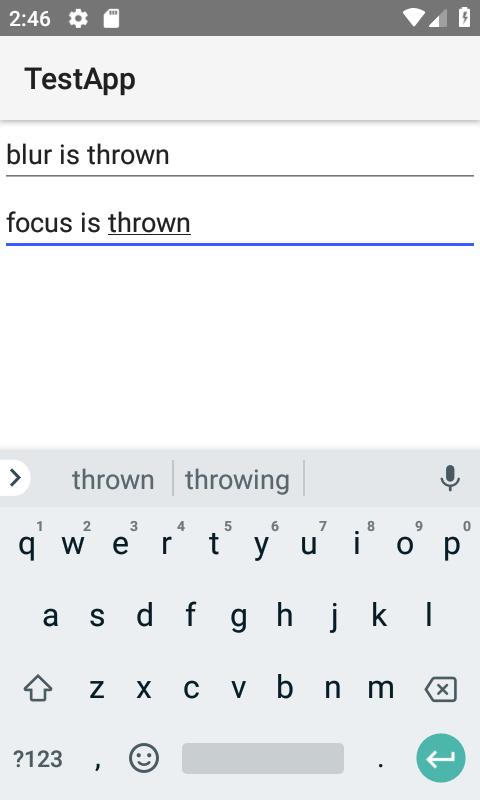 2:46
TestApp
blur is thrown
focus is thrown
thrown throwing
1 2 3 4 5 6 7 8 9 0
q w e r t y u i o p
a s d f g h j k l
z x c v b n m
?123 , .